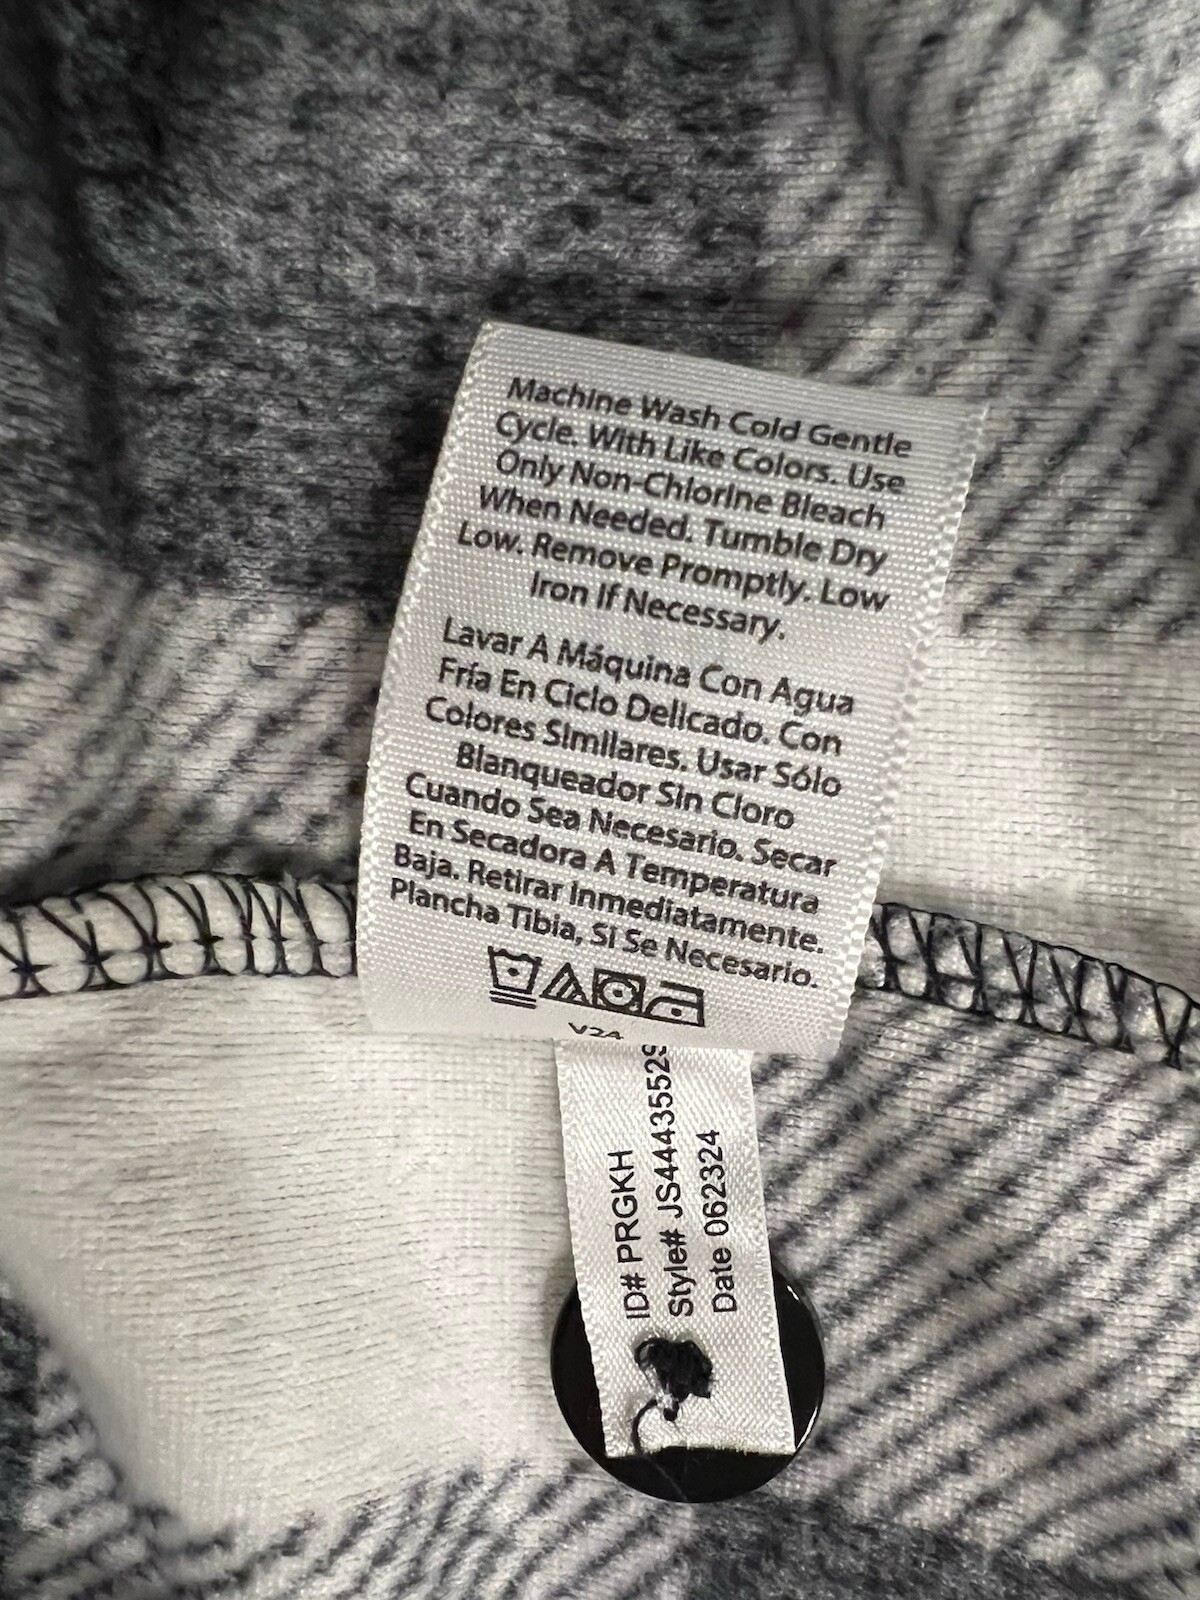 Machine Wash Cold Gentle
Cycle. With Like Colors. Use
Only Non-Chlorine Bleach
When Needed. Tumble Dry
Low. Remove Promptly. Low
Iron If Necessary.
Lavar A Máquina Con Agua
Fría En Ciclo Delicado. Con
Colores Similares. Usar Sólo
Blanqueador Sin Cloro
Cuando Sea Necesario. Secar
En Secadora A Temperatura
Baja. Retirar Inmediatamente.
Plancha Tibia, Si Se Necesario.
V24
ID# PRGKH
Style#
Date 062324